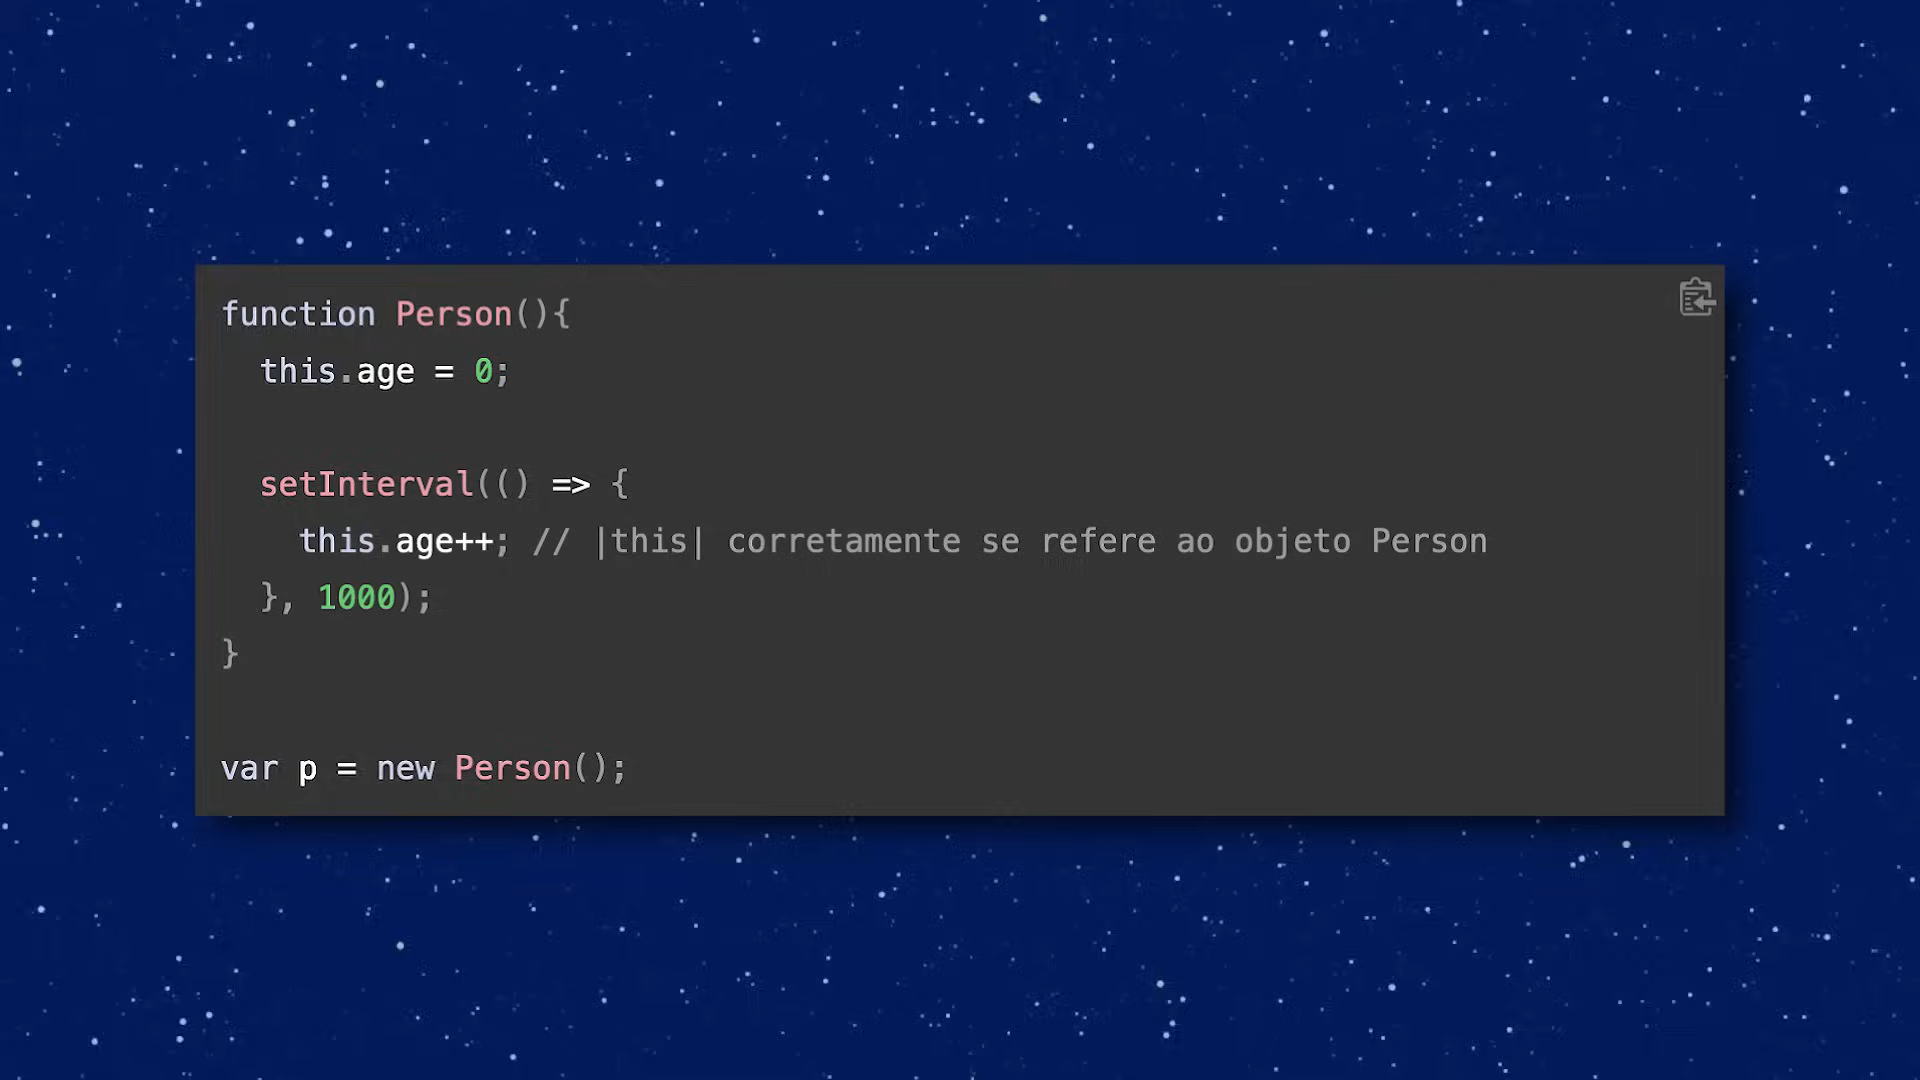 function Person(){
this.age = 0;
setInterval(() => {
this.age++; // |this| corretamente se refere ao objeto Person
}, 1000);
}
var p = new Person();